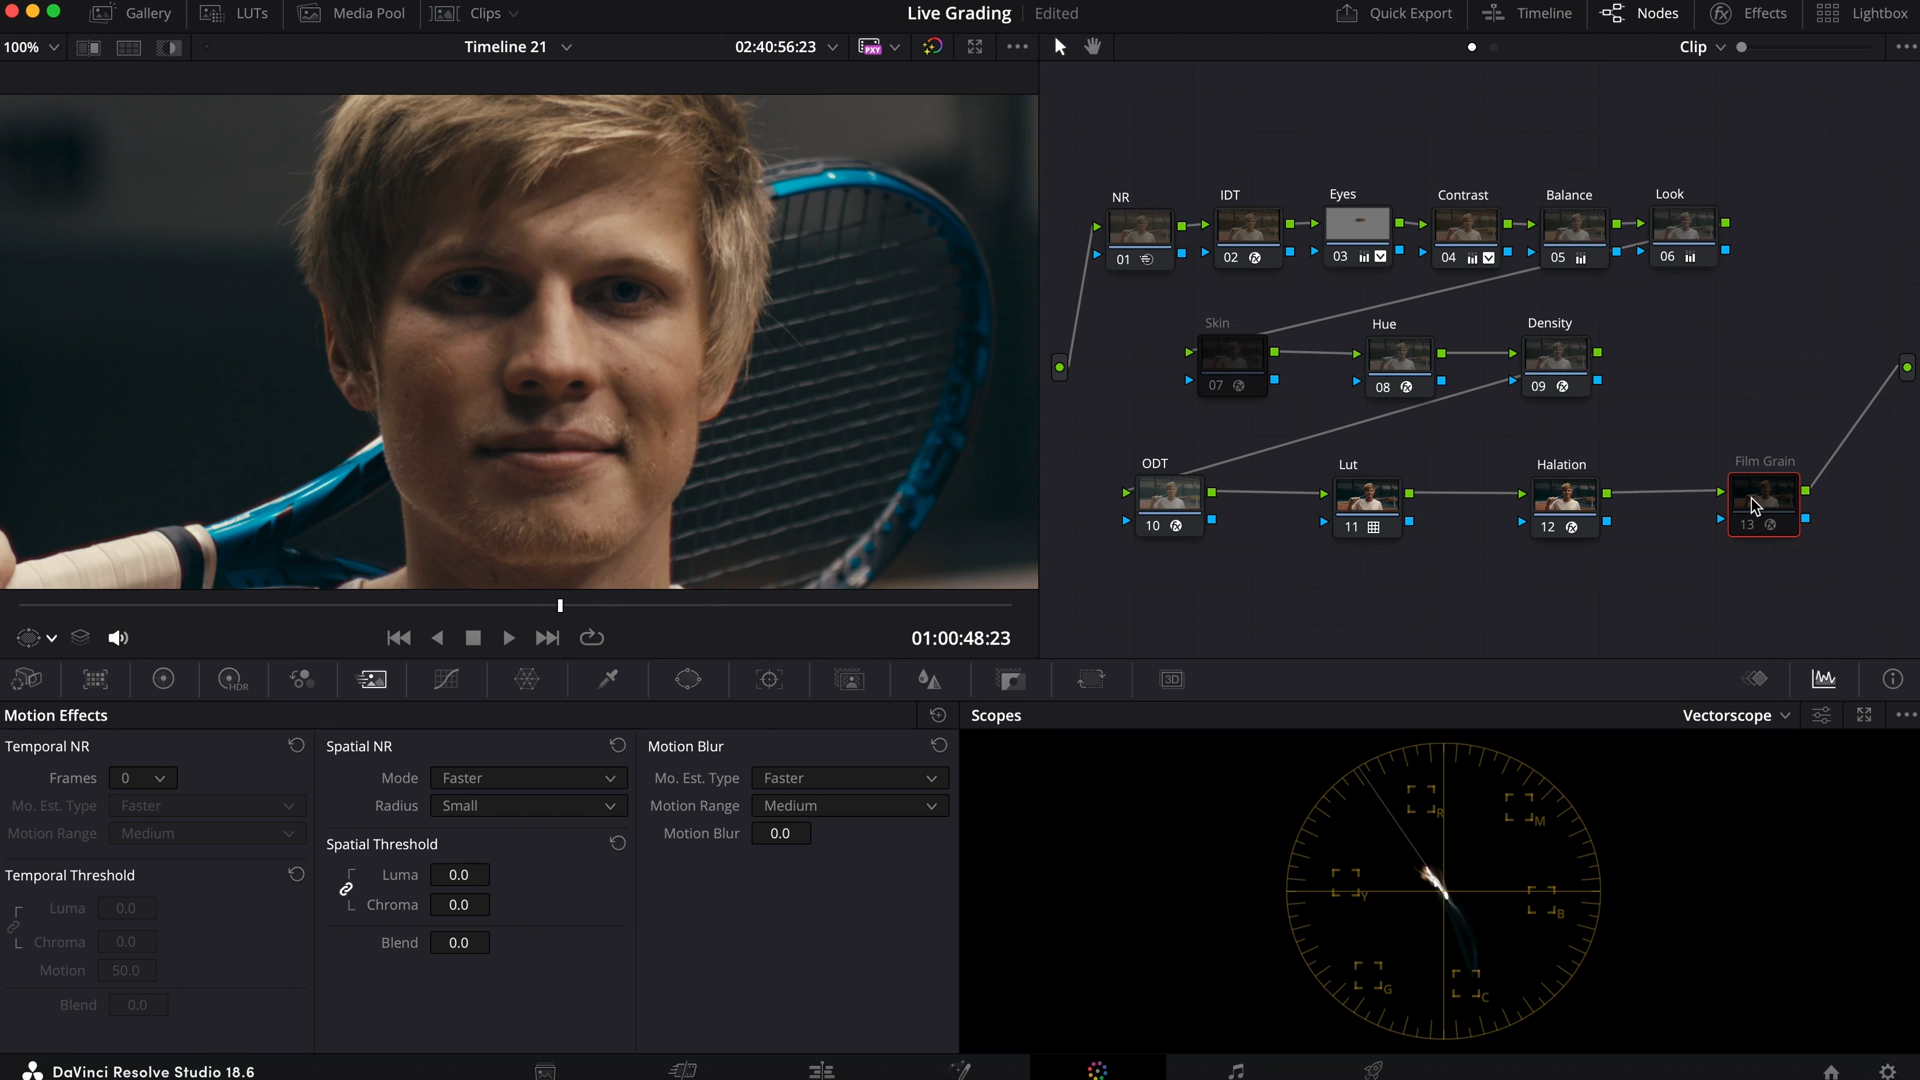 Gallery LUTs Media Pool Clips Live Grading Edited Quick Export Timeline Nodes Effects Lightbox
100% Timeline 21 02:40:56:23 PXY Clip
NR IDT Eyes Contrast Balance Look
01 02 03 04 05 06
Skin Hue Density
07 08 09
ODT Lut Halation Film Grain
10 11 12 13
01:00:48:23
HDR 3D
Motion Effects
Temporal NR
Frames 0
Mo. Est. Type Faster
Motion Range Medium
Temporal Threshold
Luma 0.0
Chroma 0.0
Motion 50.0
Blend 0.0
Spatial NR
Mode Faster
Radius Small
Spatial Threshold
Luma 0.0
Chroma 0.0
Blend 0.0
Motion Blur
Mo. Est. Type Faster
Motion Range Medium
Motion Blur 0.0
Scopes Vectorscope
R M
Y B
G C
DaVinci Resolve Studio 18.6